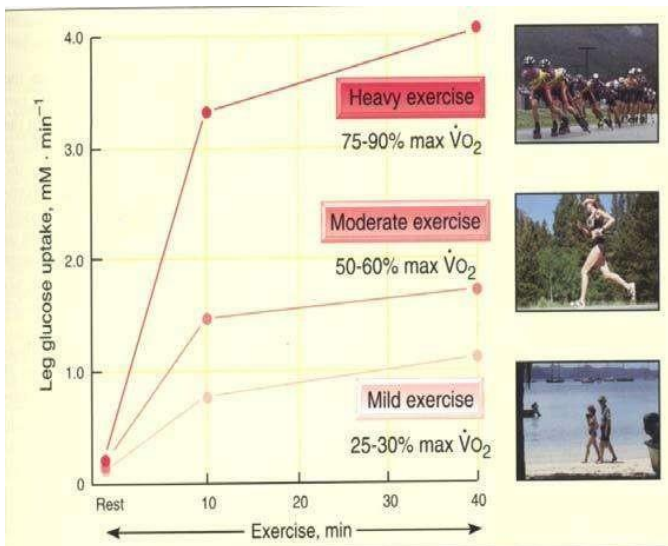 4.0
3.0
2.0
1.0
0
Leg glucose uptake, mM · min⁻¹
Heavy exercise
75-90% max V̇O₂
Moderate exercise
50-60% max V̇O₂
Mild exercise
25-30% max V̇O₂
Rest 10 20 30 40
Exercise, min